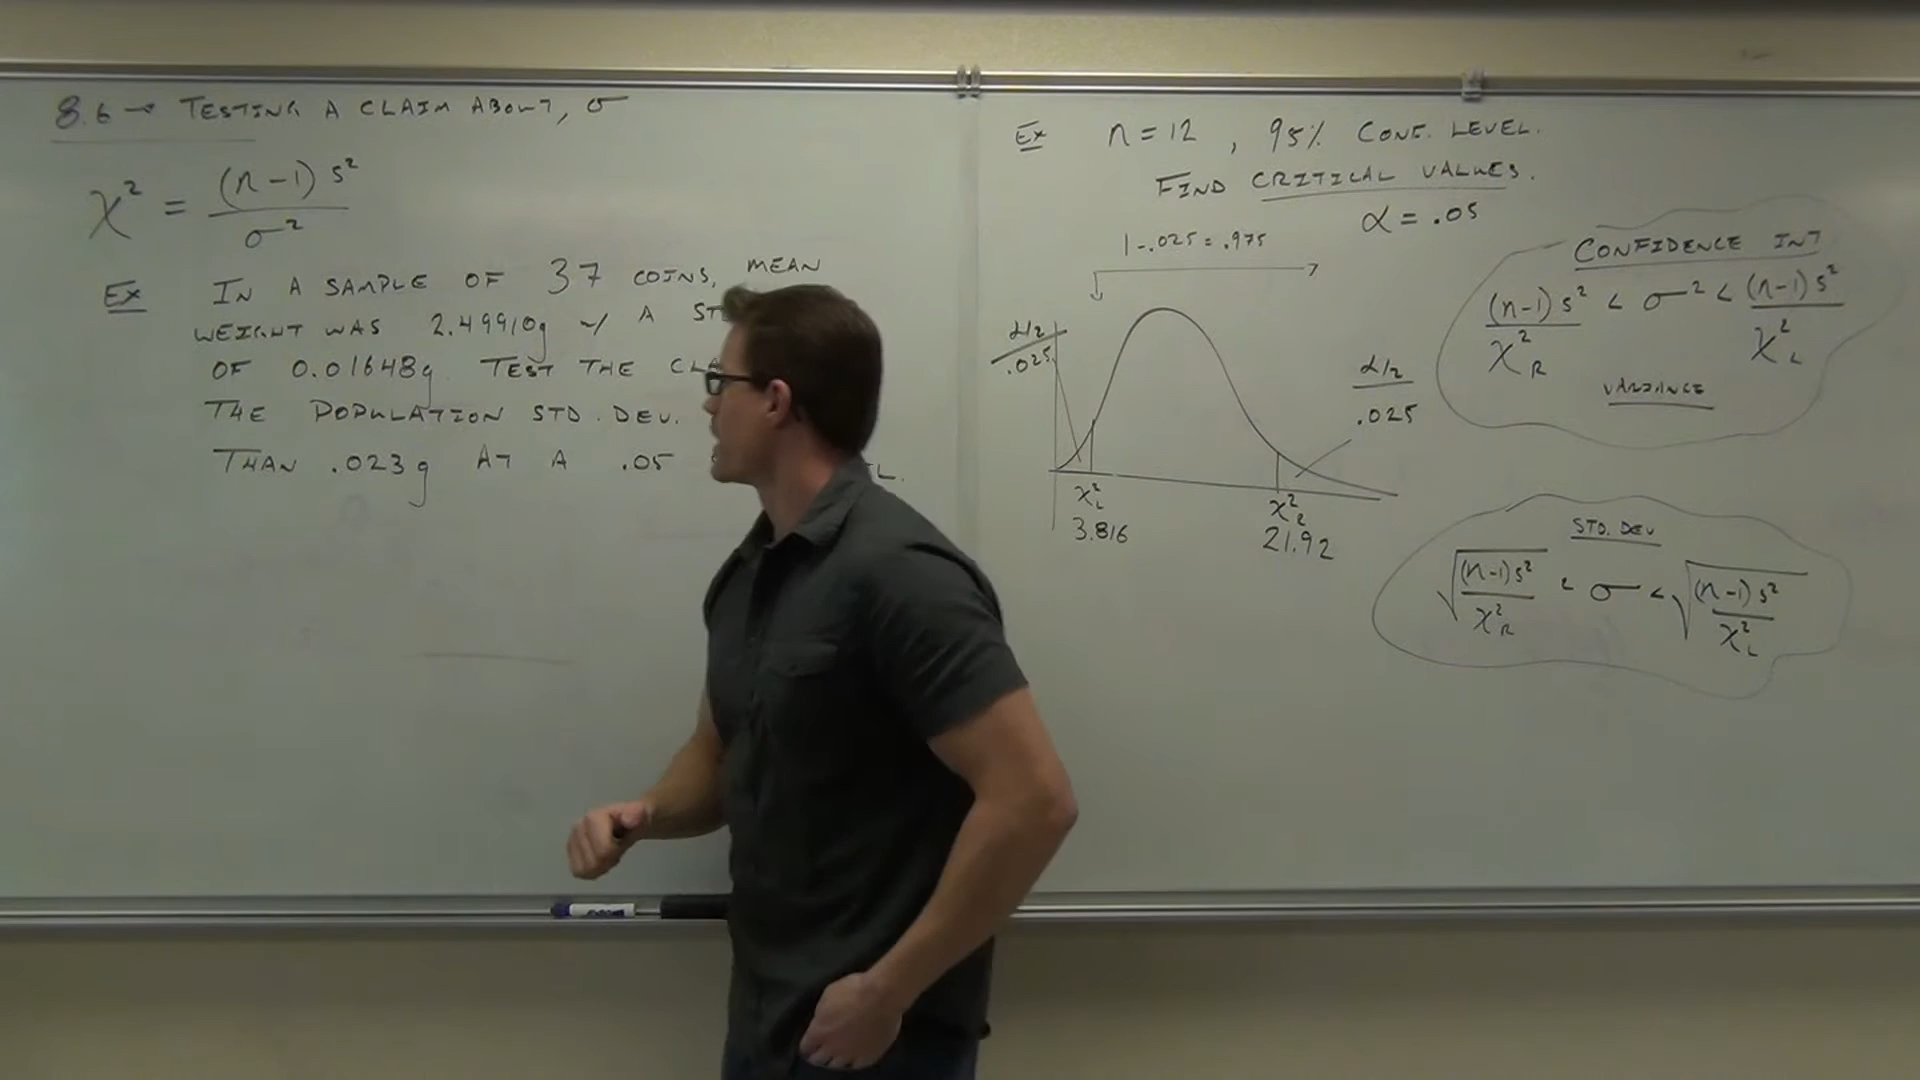 8.6 → TESTING A CLAIM ABOUT, σ
χ² = (n-1) s² / σ²
Ex IN A SAMPLE OF 37 COINS, MEAN
WEIGHT WAS 2.49910g w/ A
OF 0.01648g. TEST THE
THE POPULATION STD. DEV.
THAN .023g AT A .05
Ex n = 12 , 95% CONF. LEVEL.
FIND CRITICAL VALUES.
α = .05
1-.025 = .975
α/2
.025
α/2
.025
χ²L
3.816
χ²R
21.92
CONFIDENCE INT
(n-1) s² / χ²R < σ² < (n-1) s² / χ²L
VARIANCE
STD. DEV
√((n-1) s² / χ²R) < σ < √((n-1) s² / χ²L)